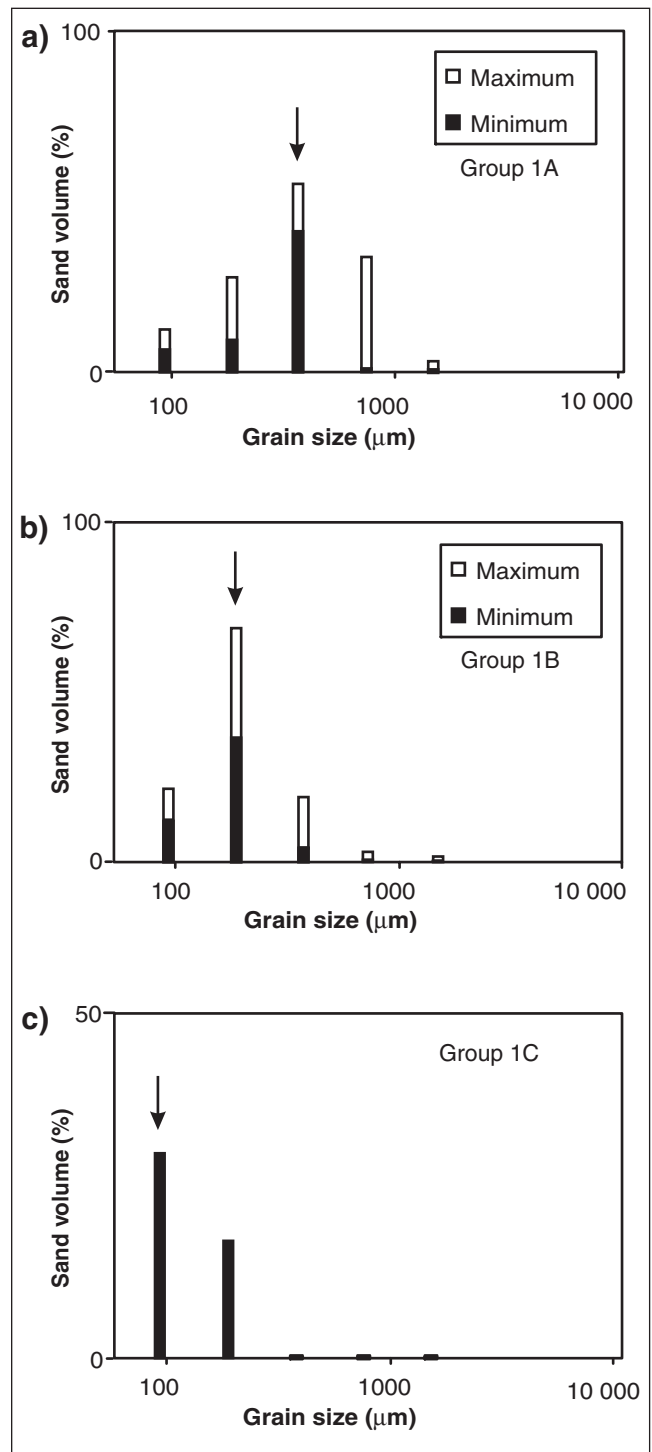 a)
100
Maximum
Minimum
Group 1A
Sand volume (%)
0
100 1000 10 000
Grain size (μm)
b)
100
Maximum
Minimum
Group 1B
Sand volume (%)
0
100 1000 10 000
Grain size (μm)
c)
50
Group 1C
Sand volume (%)
0
100 1000 10 000
Grain size (μm)